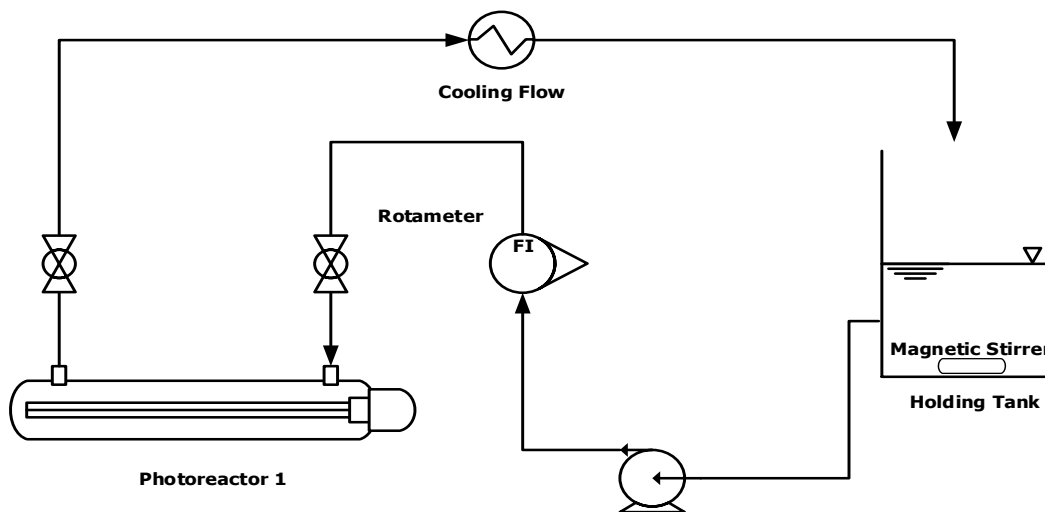 Cooling Flow
Rotameter
FI
Magnetic Stirrer
Holding Tank
Photoreactor 1